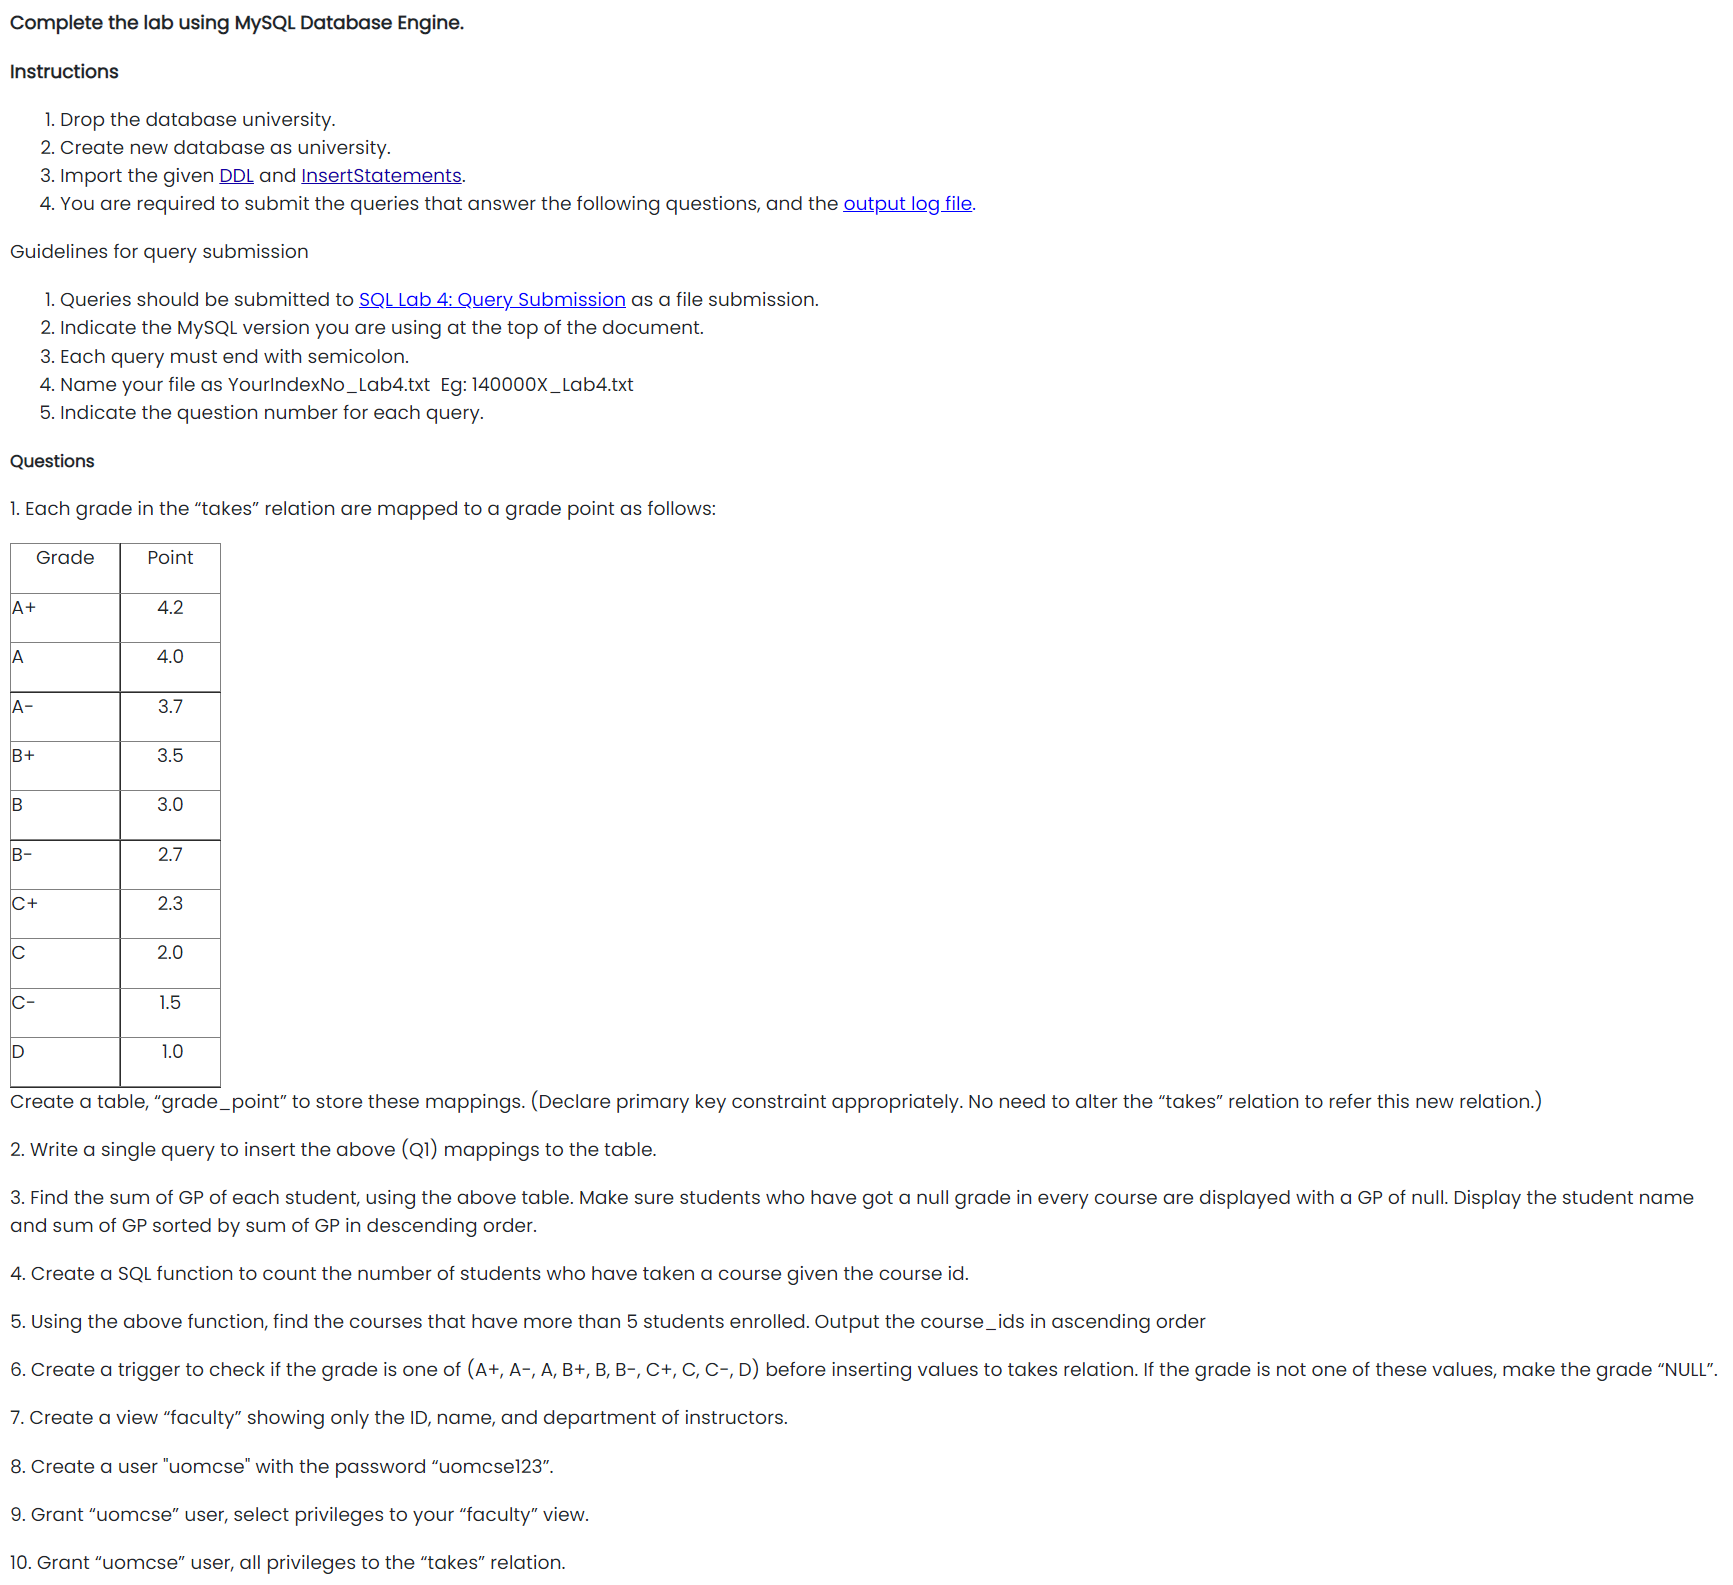 Complete the lab using MySQL Database Engine.
Instructions
1. Drop the database university.
2. Create new database as university.
3. Import the given DDL and InsertStatements.
4. You are required to submit the queries that answer the following questions, and the output log file.
Guidelines for query submission
1. Queries should be submitted to SQL Lab 4: Query Submission as a file submission.
2. Indicate the MySQL version you are using at the top of the document.
3. Each query must end with semicolon.
4. Name your file as YourIndexNo_Lab4.txt  Eg: 140000X_Lab4.txt
5. Indicate the question number for each query.
Questions
1. Each grade in the “takes” relation are mapped to a grade point as follows:
Grade Point
A+ 4.2
A 4.0
A- 3.7
B+ 3.5
B 3.0
B- 2.7
C+ 2.3
C 2.0
C- 1.5
D 1.0
Create a table, “grade_point” to store these mappings. (Declare primary key constraint appropriately. No need to alter the “takes” relation to refer this new relation.)
2. Write a single query to insert the above (Q1) mappings to the table.
3. Find the sum of GP of each student, using the above table. Make sure students who have got a null grade in every course are displayed with a GP of null. Display the student name
and sum of GP sorted by sum of GP in descending order.
4. Create a SQL function to count the number of students who have taken a course given the course id.
5. Using the above function, find the courses that have more than 5 students enrolled. Output the course_ids in ascending order
6. Create a trigger to check if the grade is one of (A+, A-, A, B+, B, B-, C+, C, C-, D) before inserting values to takes relation. If the grade is not one of these values, make the grade “NULL”.
7. Create a view “faculty” showing only the ID, name, and department of instructors.
8. Create a user "uomcse" with the password “uomcse123”.
9. Grant “uomcse” user, select privileges to your “faculty” view.
10. Grant “uomcse” user, all privileges to the “takes” relation.